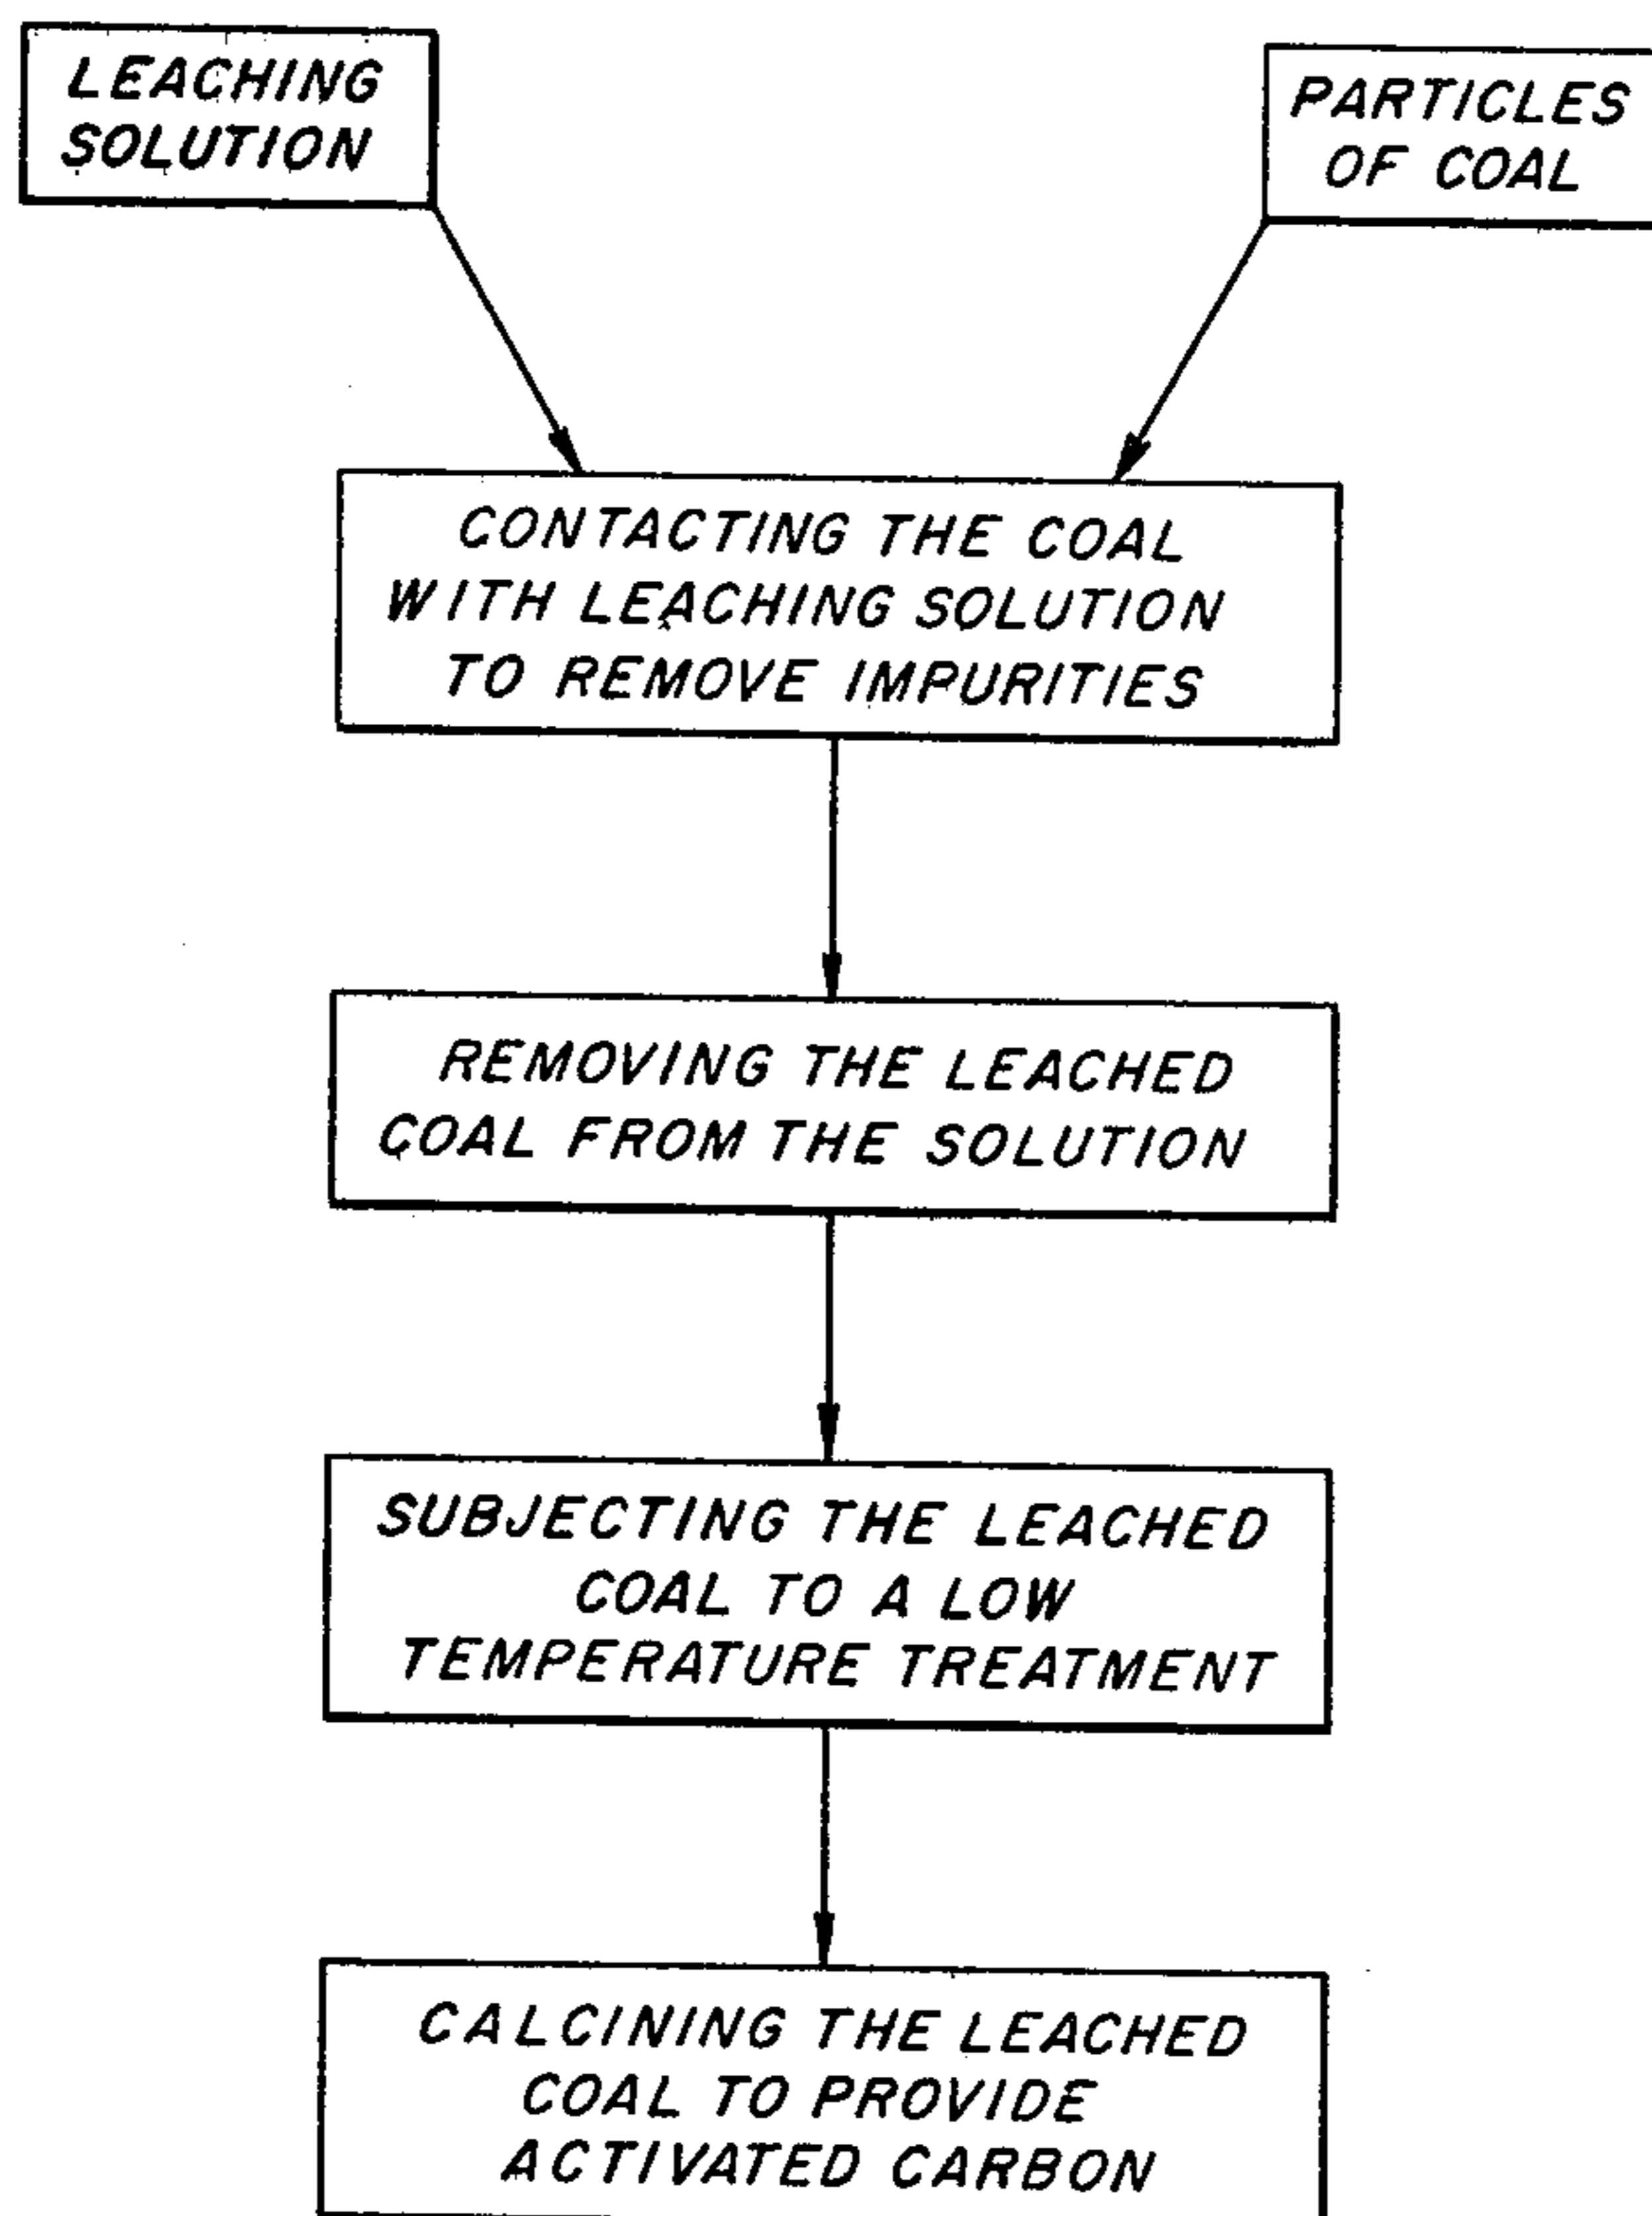 LEACHING
SOLUTION
PARTICLES
OF COAL
CONTACTING THE COAL
WITH LEACHING SOLUTION
TO REMOVE IMPURITIES
REMOVING THE LEACHED
COAL FROM THE SOLUTION
SUBJECTING THE LEACHED
COAL TO A LOW
TEMPERATURE TREATMENT
CALCINING THE LEACHED
COAL TO PROVIDE
ACTIVATED CARBON